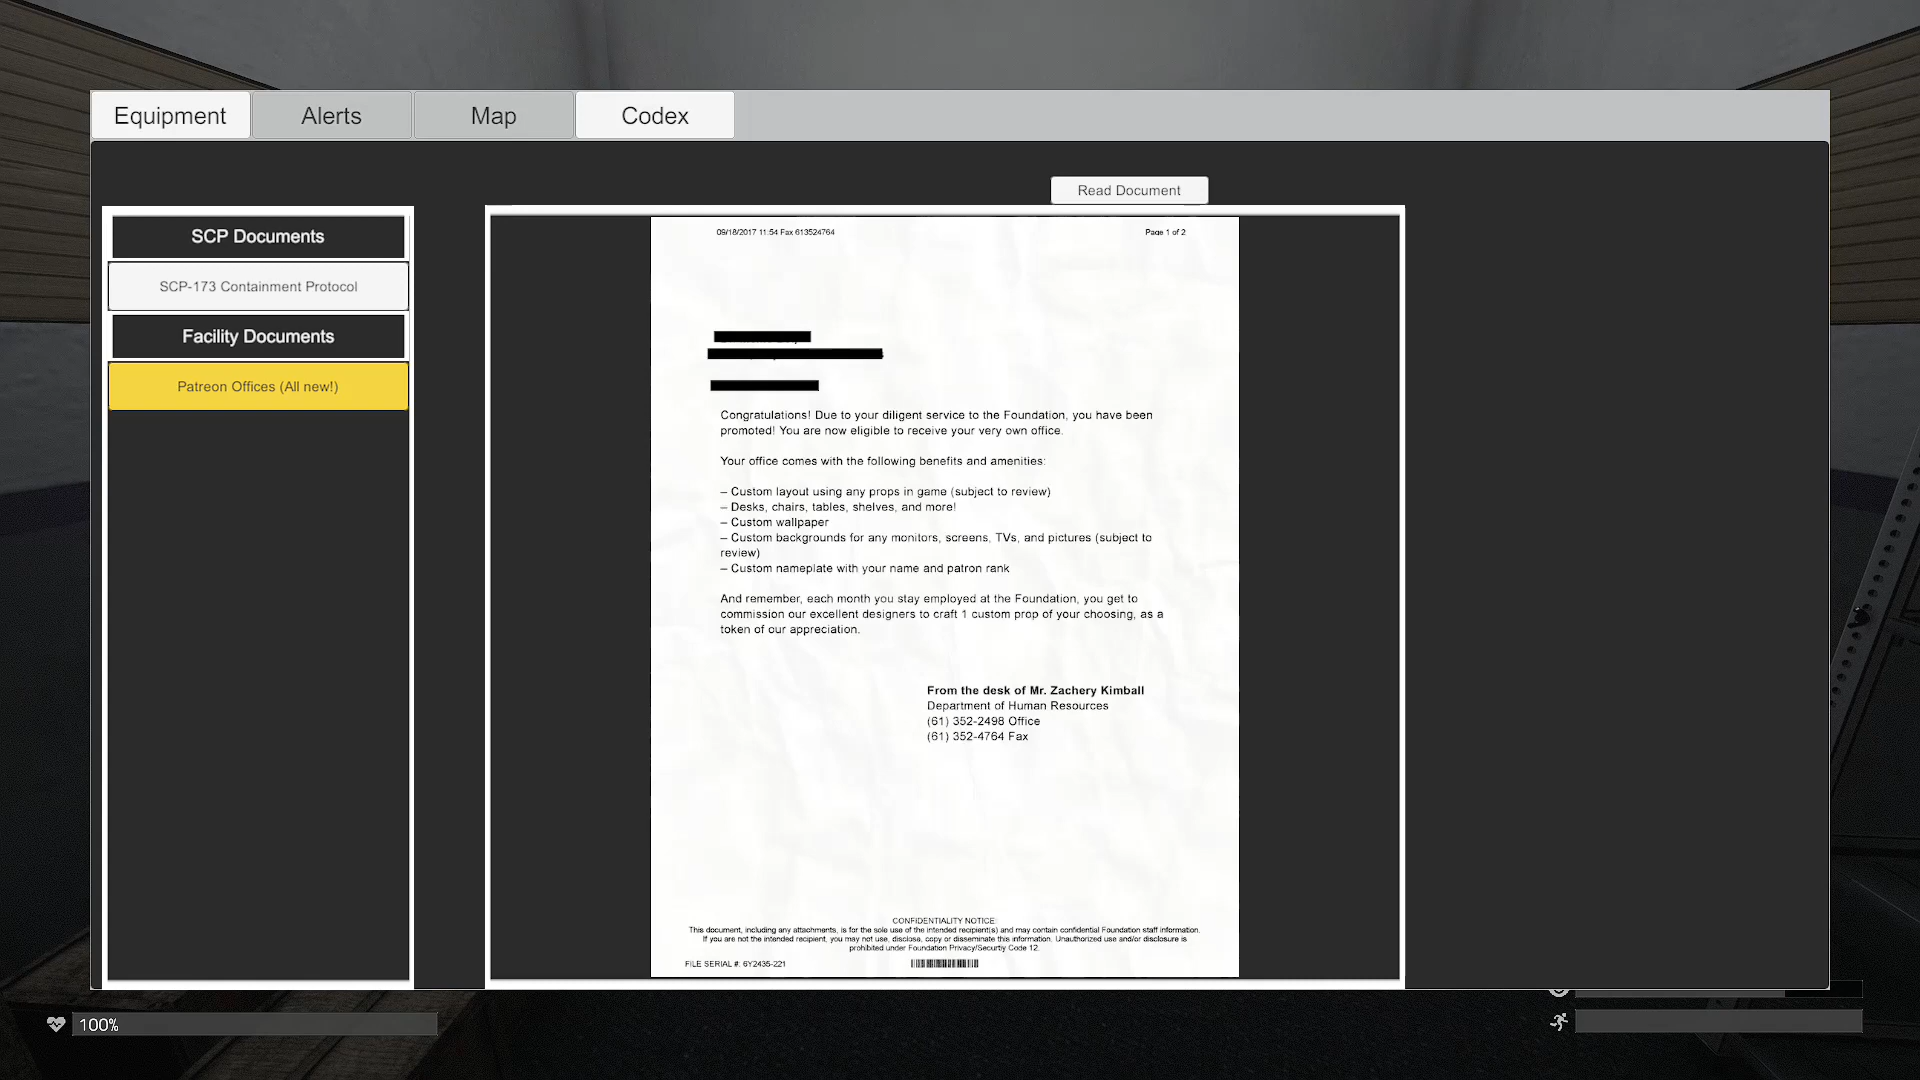 Equipment
Alerts
Map
Codex
Read Document
SCP Documents
SCP-173 Containment Protocol
Facility Documents
Patreon Offices (All new!)
09/18/2017 11:54 Fax 613524764
Page 1 of 2
Congratulations! Due to your diligent service to the Foundation, you have been
promoted! You are now eligible to receive your very own office.
Your office comes with the following benefits and amenities:
– Custom layout using any props in game (subject to review)
– Desks, chairs, tables, shelves, and more!
– Custom wallpaper
– Custom backgrounds for any monitors, screens, TVs, and pictures (subject to
review)
– Custom nameplate with your name and patron rank
And remember, each month you stay employed at the Foundation, you get to
commission our excellent designers to craft 1 custom prop of your choosing, as a
token of our appreciation.
From the desk of Mr. Zachery Kimball
Department of Human Resources
(61) 352-2498 Office
(61) 352-4764 Fax
CONFIDENTIALITY NOTICE:
This document, including any attachments, is for the sole use of the intended recipient(s) and may contain confidential Foundation staff information.
If you are not the intended recipient, you may not use, disclose, copy or disseminate this information. Unauthorized use and/or disclosure is
prohibited under Foundation Privacy/Securtiy Code 12.
FILE SERIAL #: 6Y2435-221
100%